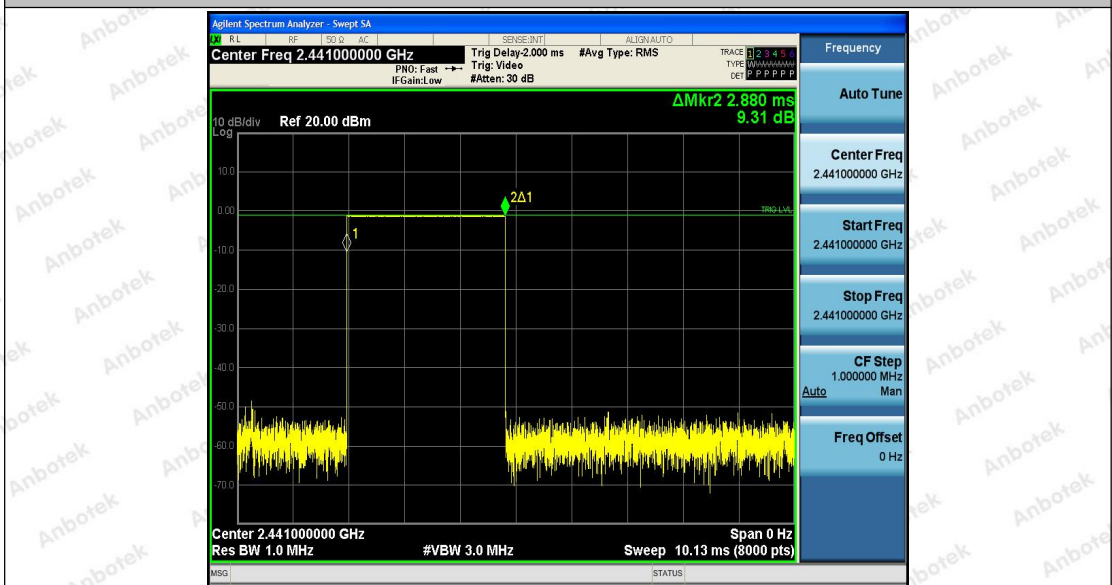 Agilent Spectrum Analyzer - Swept SA
RL RF 50 Ω AC SENSE:INT ALIGNAUTO
Center Freq 2.441000000 GHz
PNO: Fast
IFGain:Low
Trig Delay-2.000 ms
Trig: Video
#Atten: 30 dB
#Avg Type: RMS
TRACE 1 2 3 4 5 6
TYPE
DET P P P P P P
ΔMkr2 2.880 ms
9.31 dB
10 dB/div
Log
Ref 20.00 dBm
10.0
0.00
-10.0
-20.0
-30.0
-40.0
-50.0
-60.0
-70.0
1
2Δ1
TRIG LVL
Center 2.441000000 GHz
Span 0 Hz
Res BW 1.0 MHz
#VBW 3.0 MHz
Sweep 10.13 ms (8000 pts)
MSG
STATUS
Frequency
Auto Tune
Center Freq
2.441000000 GHz
Start Freq
2.441000000 GHz
Stop Freq
2.441000000 GHz
CF Step
1.000000 MHz
Auto Man
Freq Offset
0 Hz
Anbotek